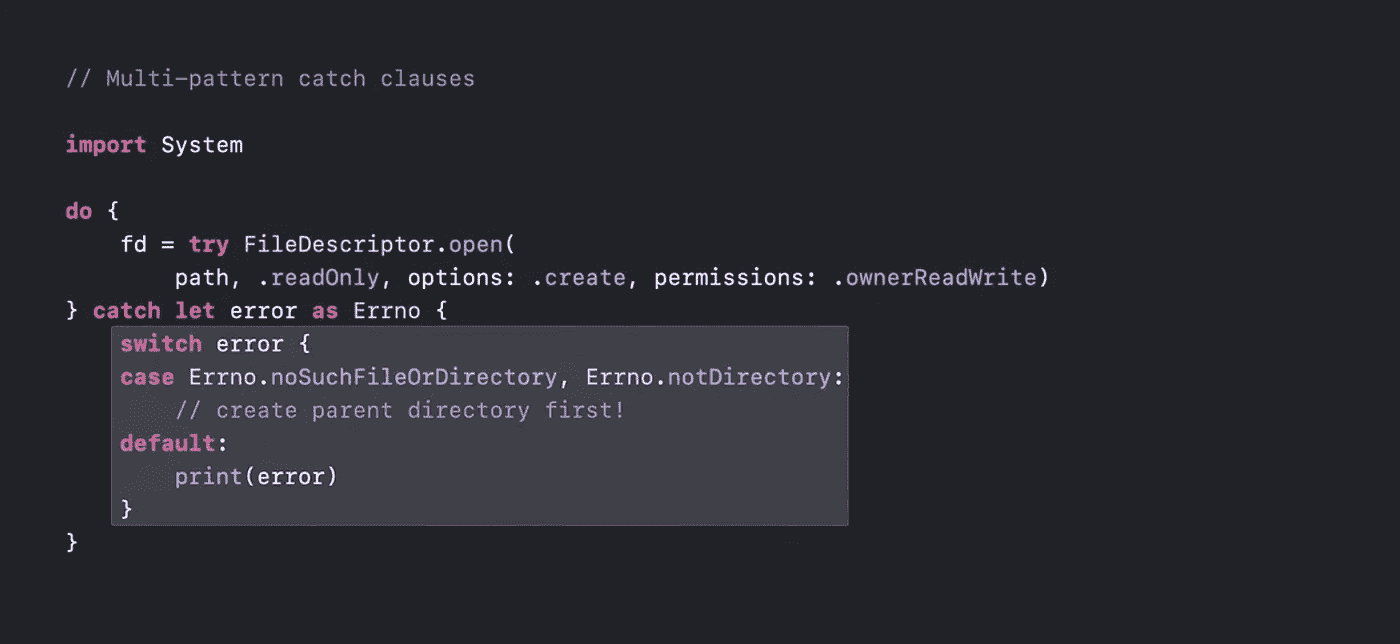 // Multi-pattern catch clauses
import System
do {
fd = try FileDescriptor.open(
path, .readOnly, options: .create, permissions: .ownerReadWrite)
} catch let error as Errno {
switch error {
case Errno.noSuchFileOrDirectory, Errno.notDirectory:
// create parent directory first!
default:
print(error)
}
}